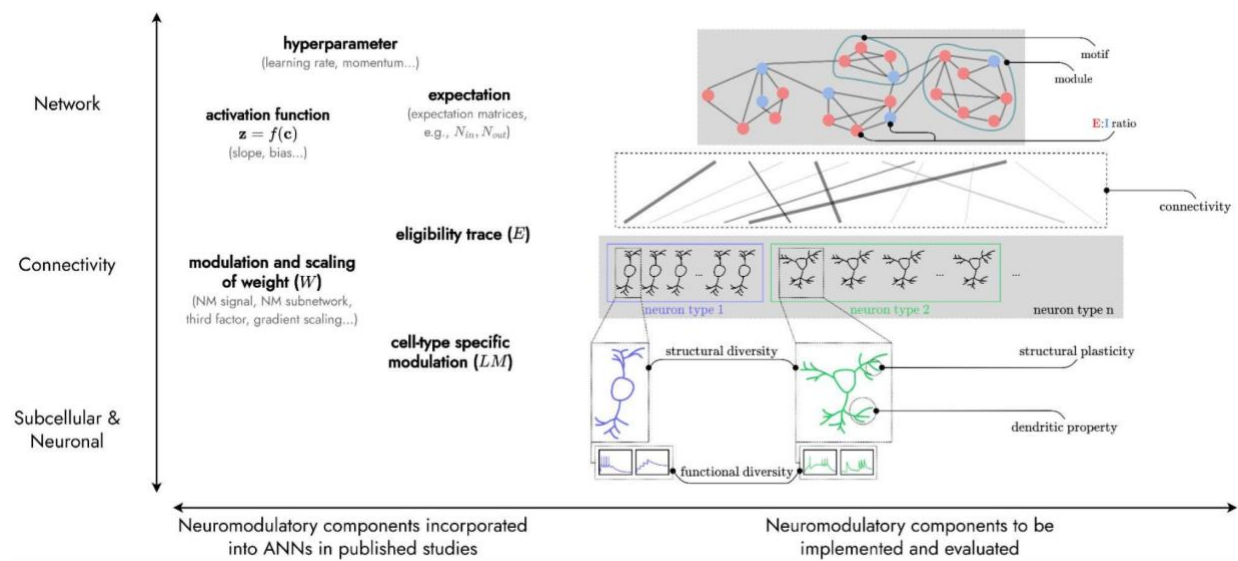 Network
Connectivity
Subcellular &
Neuronal
hyperparameter
(learning rate, momentum...)
activation function
z = f(c)
(slope, bias...)
expectation
(expectation matrices,
e.g., N_in, N_out)
eligibility trace (E)
modulation and scaling
of weight (W)
(NM signal, NM subnetwork,
third factor, gradient scaling...)
cell-type specific
modulation (LM)
motif
module
E:I ratio
connectivity
...
...
...
neuron type 1
neuron type 2
neuron type n
structural diversity
structural plasticity
dendritic property
functional diversity
Neuromodulatory components incorporated
into ANNs in published studies
Neuromodulatory components to be
implemented and evaluated